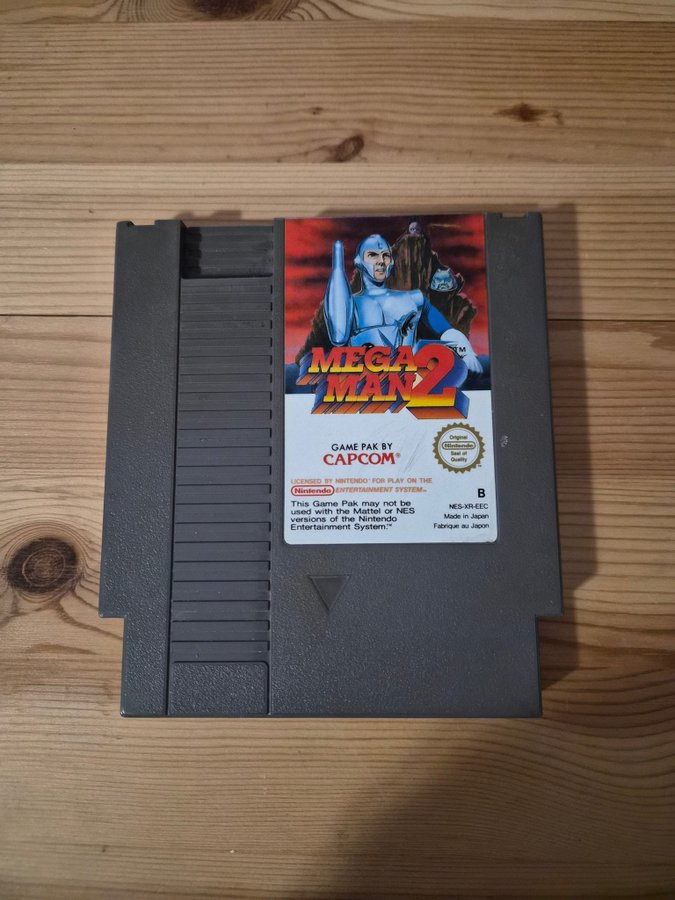 MEGA
MAN 2
™
GAME PAK BY
CAPCOM®
Original
Nintendo
Seal of
Quality
LICENSED BY NINTENDO® FOR PLAY ON THE
Nintendo ENTERTAINMENT SYSTEM™
This Game Pak may not be
used with the Mattel or NES
versions of the Nintendo
Entertainment System.™
B
NES-XR-EEC
Made in Japan
Fabriqué au Japon